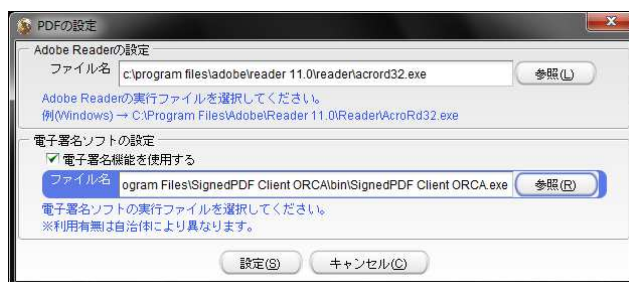 PDFの設定
Adobe Readerの設定
ファイル名 c:\program files\adobe\reader 11.0\reader\acrord32.exe 参照(L)
Adobe Readerの実行ファイルを選択してください。
例(Windows) → C:\Program Files\Adobe\Reader 11.0\Reader\AcroRd32.exe
電子署名ソフトの設定
電子署名機能を使用する
ファイル名 ogram Files\SignedPDF Client ORCA\bin\SignedPDF Client ORCA.exe 参照(R)
電子署名ソフトの実行ファイルを選択してください。
※利用有無は自治体により異なります。
設定(S) キャンセル(C)